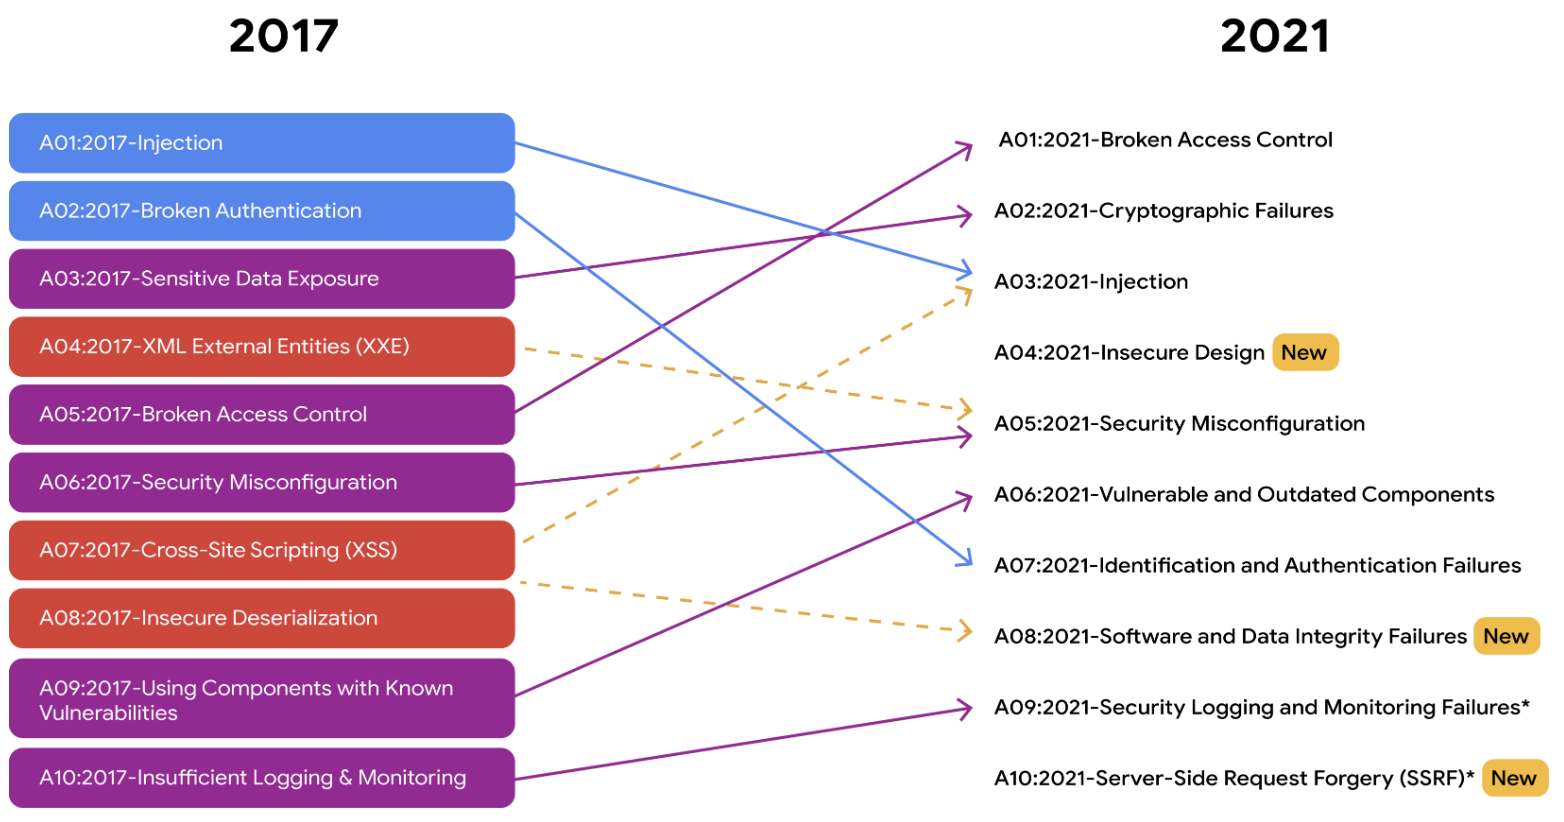 2017
2021
A01:2017-Injection
A02:2017-Broken Authentication
A03:2017-Sensitive Data Exposure
A04:2017-XML External Entities (XXE)
A05:2017-Broken Access Control
A06:2017-Security Misconfiguration
A07:2017-Cross-Site Scripting (XSS)
A08:2017-Insecure Deserialization
A09:2017-Using Components with Known
Vulnerabilities
A10:2017-Insufficient Logging & Monitoring
A01:2021-Broken Access Control
A02:2021-Cryptographic Failures
A03:2021-Injection
A04:2021-Insecure Design New
A05:2021-Security Misconfiguration
A06:2021-Vulnerable and Outdated Components
A07:2021-Identification and Authentication Failures
A08:2021-Software and Data Integrity Failures New
A09:2021-Security Logging and Monitoring Failures*
A10:2021-Server-Side Request Forgery (SSRF)* New